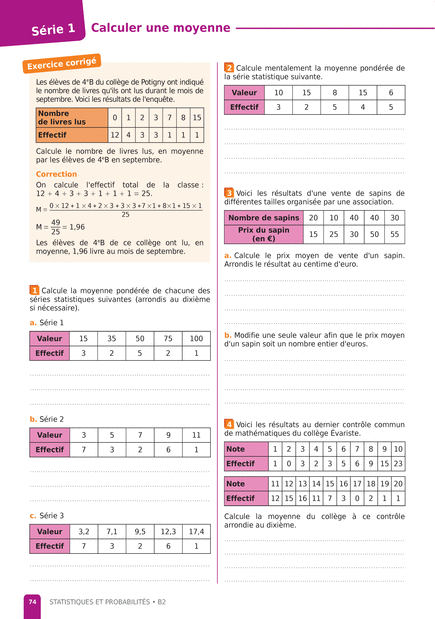 Série 1
Calculer une moyenne
Exercice corrigé
Les élèves de 4ᵉB du collège de Potigny ont indiqué
le nombre de livres qu'ils ont lus durant le mois de
septembre. Voici les résultats de l'enquête.
Nombre
de livres lus 0 1 2 3 7 8 15
Effectif 12 4 3 3 1 1 1
Calcule le nombre de livres lus, en moyenne
par les élèves de 4ᵉB en septembre.
Correction
On calcule l'effectif total de la classe :
12 + 4 + 3 + 3 + 1 + 1 + 1 = 25.
M = 0 × 12 + 1 × 4 + 2 × 3 + 3 × 3 + 7 × 1 + 8 × 1 + 15 × 1
25
M = 49
25 = 1,96
Les élèves de 4ᵉB de ce collège ont lu, en
moyenne, 1,96 livre au mois de septembre.
1 Calcule la moyenne pondérée de chacune des
séries statistiques suivantes (arrondis au dixième
si nécessaire).
a. Série 1
Valeur 15 35 50 75 100
Effectif 3 2 5 2 1
b. Série 2
Valeur 3 5 7 9 11
Effectif 7 3 2 6 1
c. Série 3
Valeur 3,2 7,1 9,5 12,3 17,4
Effectif 7 3 2 6 1
2 Calcule mentalement la moyenne pondérée de
la série statistique suivante.
Valeur 10 15 8 15 6
Effectif 3 2 5 4 5
3 Voici les résultats d'une vente de sapins de
différentes tailles organisée par une association.
Nombre de sapins 20 10 40 40 30
Prix du sapin
(en €) 15 25 30 50 55
a. Calcule le prix moyen de vente d'un sapin.
Arrondis le résultat au centime d'euro.
b. Modifie une seule valeur afin que le prix moyen
d'un sapin soit un nombre entier d'euros.
4 Voici les résultats au dernier contrôle commun
de mathématiques du collège Évariste.
Note 1 2 3 4 5 6 7 8 9 10
Effectif 1 0 3 2 3 5 6 9 15 23
Note 11 12 13 14 15 16 17 18 19 20
Effectif 12 15 16 11 7 3 0 2 1 1
Calcule la moyenne du collège à ce contrôle
arrondie au dixième.
74 STATISTIQUES ET PROBABILITÉS • B2